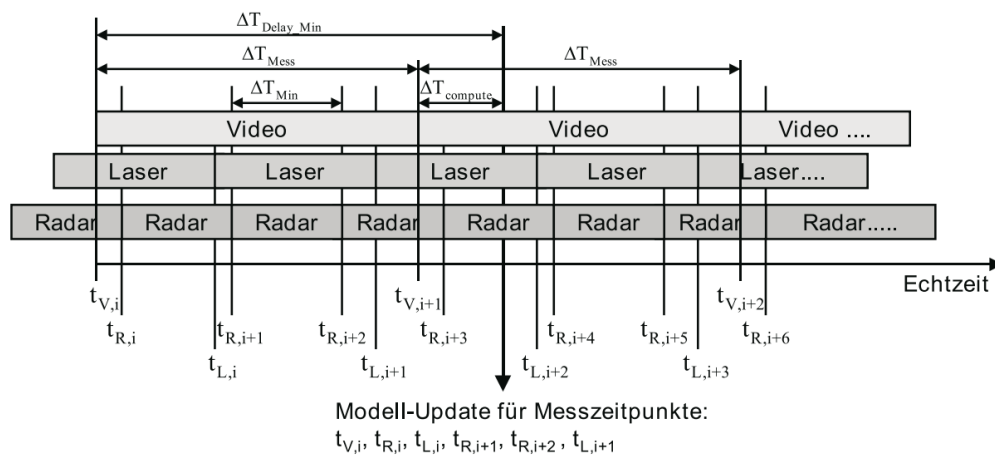 ΔT_Delay_Min
ΔT_Mess ΔT_Mess
ΔT_Min ΔT_compute
Video Video Video ....
Laser Laser Laser Laser Laser....
Radar Radar Radar Radar Radar Radar Radar Radar.....
Echtzeit
t_V,i t_V,i+1 t_V,i+2
t_R,i t_R,i+1 t_R,i+2 t_R,i+3 t_R,i+4 t_R,i+5 t_R,i+6
t_L,i t_L,i+1 t_L,i+2 t_L,i+3
Modell-Update für Messzeitpunkte:
t_V,i, t_R,i, t_L,i, t_R,i+1, t_R,i+2 , t_L,i+1